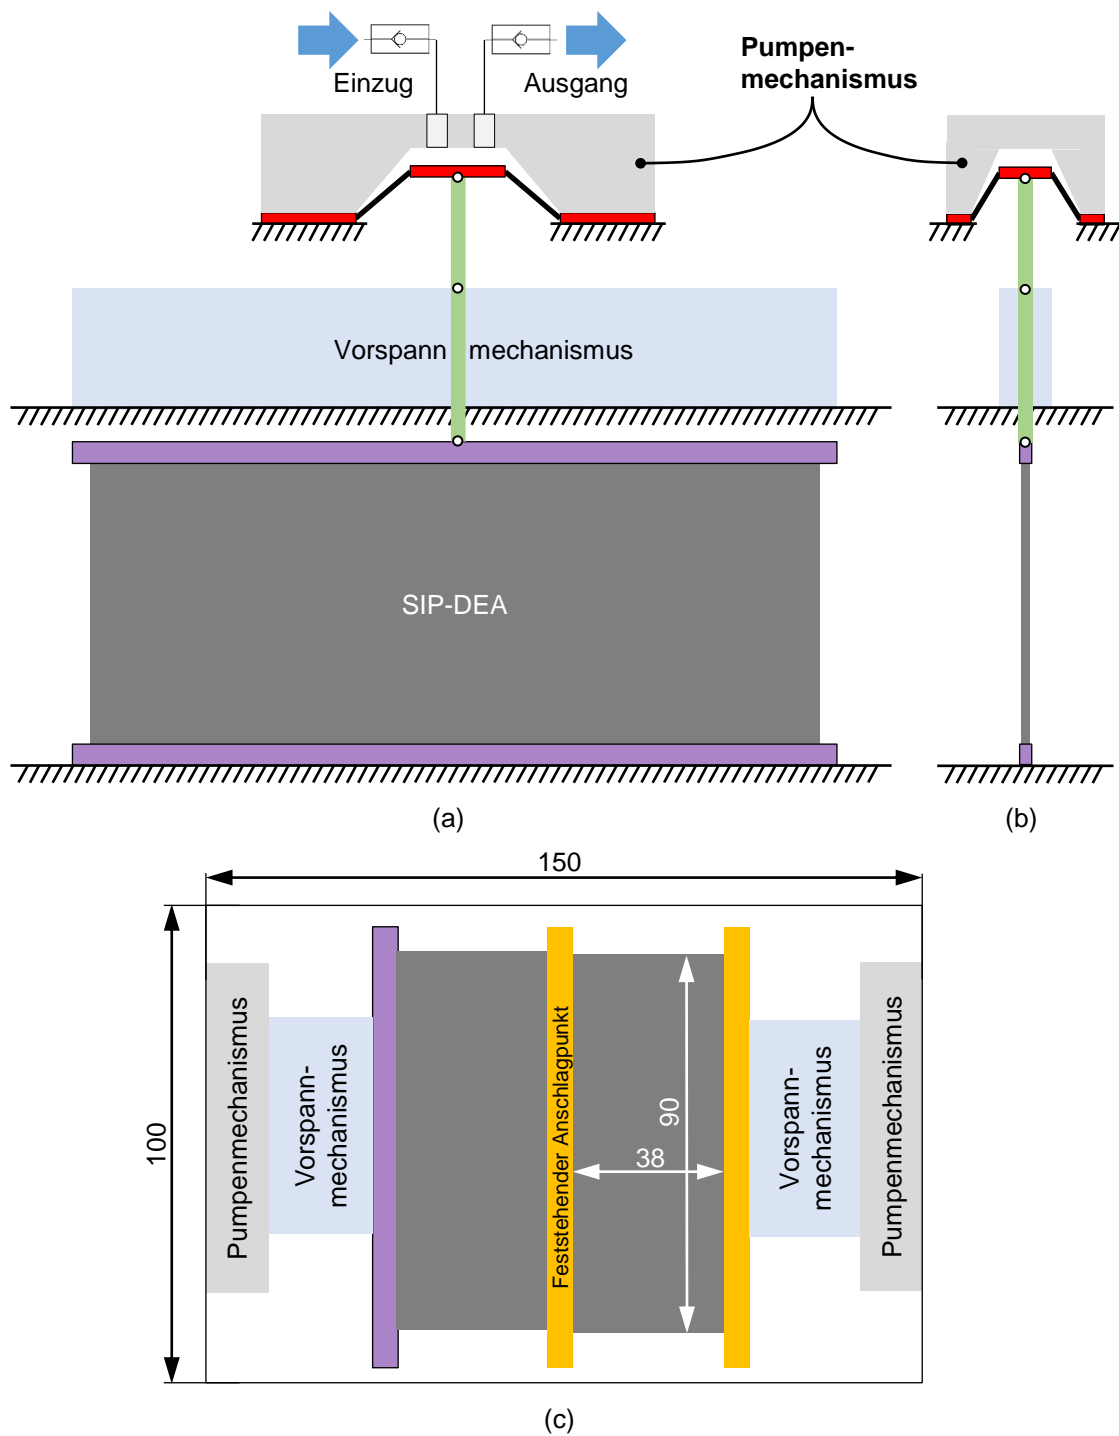 Einzug
Ausgang
Pumpen-
mechanismus
Vorspann mechanismus
SIP-DEA
(a)
(b)
150
100
Pumpenmechanismus
Vorspann-
mechanismus
Feststehender Anschlagpunkt
90
38
Vorspann-
mechanismus
Pumpenmechanismus
(c)